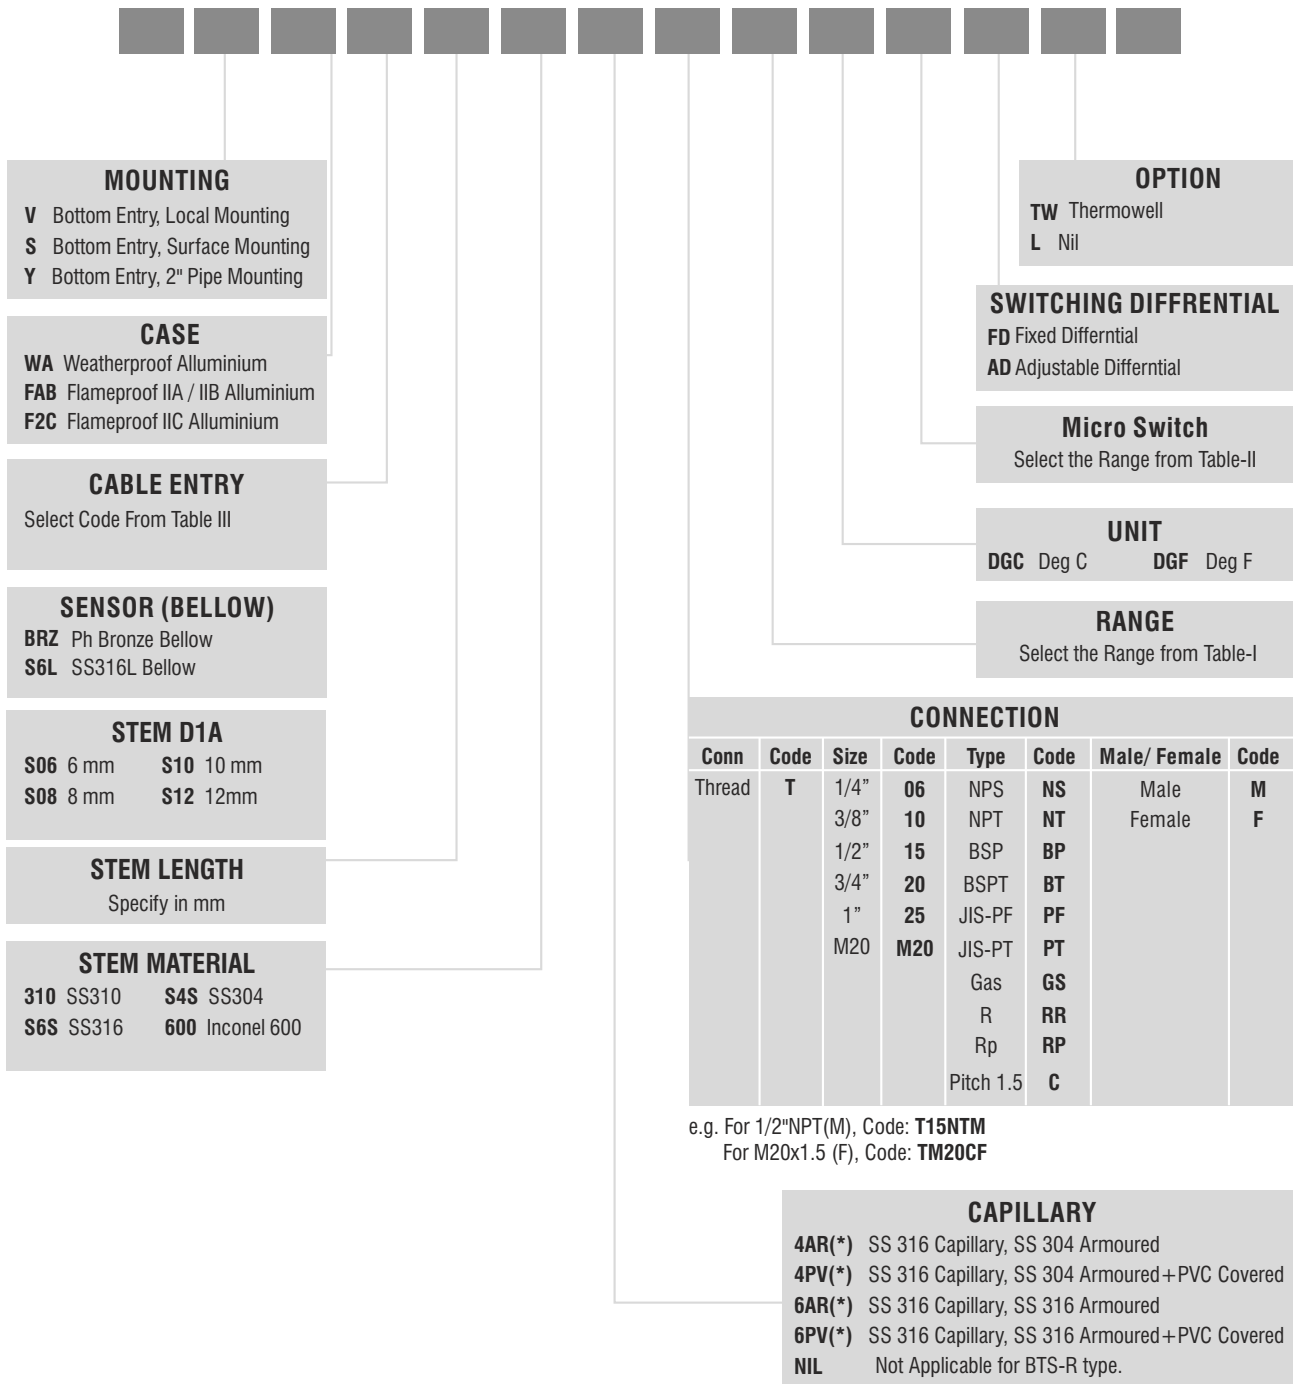 MOUNTING
V Bottom Entry, Local Mounting
S Bottom Entry, Surface Mounting
Y Bottom Entry, 2" Pipe Mounting
CASE
WA Weatherproof Alluminium
FAB Flameproof IIA / IIB Alluminium
F2C Flameproof IIC Alluminium
CABLE ENTRY
Select Code From Table III
SENSOR (BELLOW)
BRZ Ph Bronze Bellow
S6L SS316L Bellow
STEM D1A
S06 6 mm S10 10 mm
S08 8 mm S12 12mm
STEM LENGTH
Specify in mm
STEM MATERIAL
310 SS310 S4S SS304
S6S SS316 600 Inconel 600
OPTION
TW Thermowell
L Nil
SWITCHING DIFFRENTIAL
FD Fixed Differntial
AD Adjustable Differntial
Micro Switch
Select the Range from Table-II
UNIT
DGC Deg C DGF Deg F
RANGE
Select the Range from Table-I
CONNECTION
Conn Code Size Code Type Code Male/ Female Code
Thread T 1/4” 06 NPS NS Male M
3/8” 10 NPT NT Female F
1/2” 15 BSP BP
3/4” 20 BSPT BT
1” 25 JIS-PF PF
M20 M20 JIS-PT PT
Gas GS
R RR
Rp RP
Pitch 1.5 C
e.g. For 1/2"NPT(M), Code: T15NTM
For M20x1.5 (F), Code: TM20CF
CAPILLARY
4AR(*) SS 316 Capillary, SS 304 Armoured
4PV(*) SS 316 Capillary, SS 304 Armoured+PVC Covered
6AR(*) SS 316 Capillary, SS 316 Armoured
6PV(*) SS 316 Capillary, SS 316 Armoured+PVC Covered
NIL Not Applicable for BTS-R type.